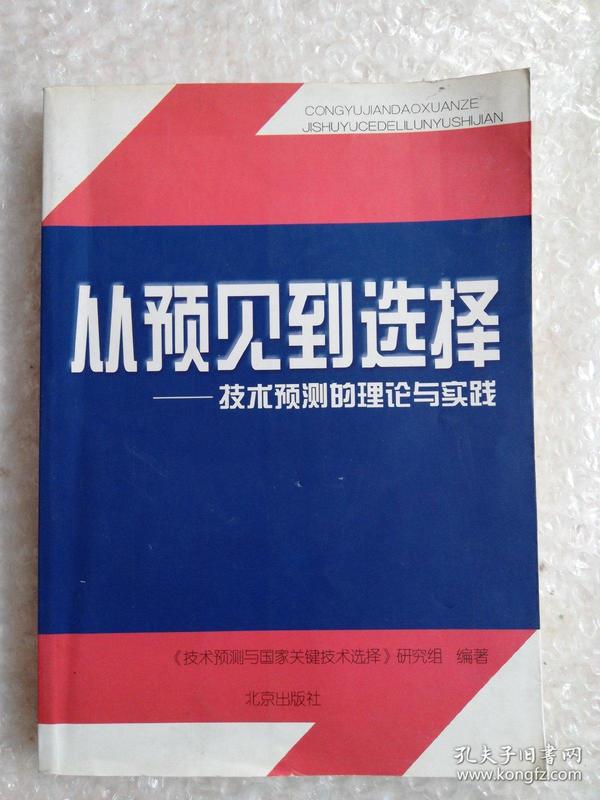 CONGYUJIANDAOXUANZE
JISHUYUCEDELILUNYUSHIJIAN
从预见到选择
——技术预测的理论与实践
《技术预测与国家关键技术选择》研究组 编著
北京出版社
孔夫子旧书网
www.kongfz.com